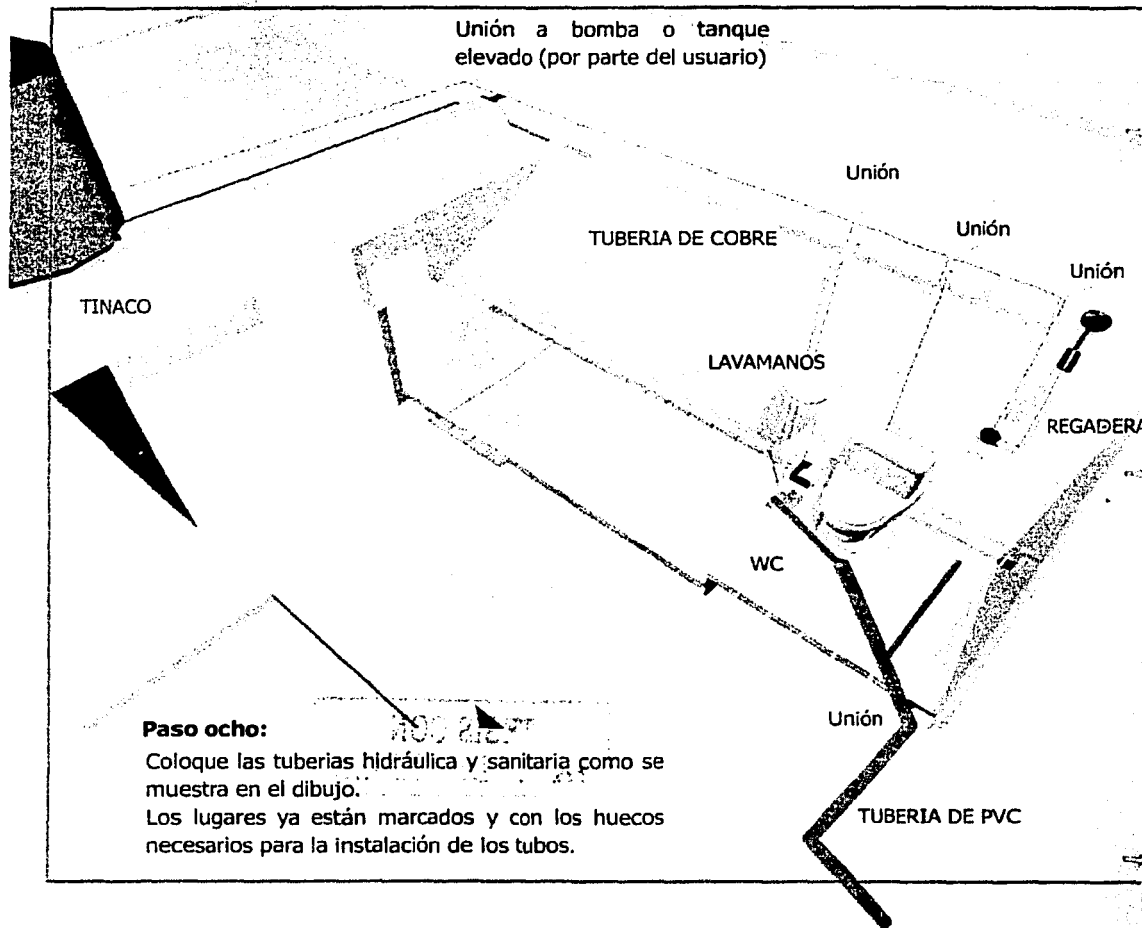 Unión a bomba o tanque
elevado (por parte del usuario)
Unión
TUBERIA DE COBRE
Unión
Unión
TINACO
LAVAMANOS
REGADERA
WC
Unión
Paso ocho:
Coloque las tuberias hidráulica y sanitaria como se
muestra en el dibujo.
Los lugares ya están marcados y con los huecos
necesarios para la instalación de los tubos.
TUBERIA DE PVC